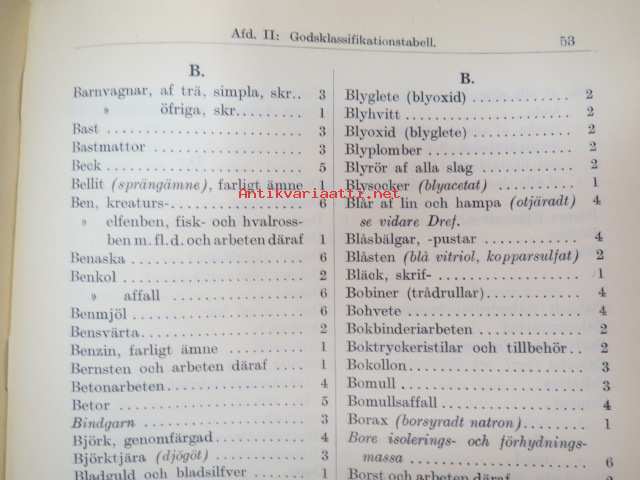 Afd. II: Godsklassifikationstabell. 53
B.
Barnvagnar, af trä, simpla, skr.. 3
„ öfriga, skr. 1
Bast 3
Bastmattor 3
Beck 5
Bellit (sprängämne), farligt ämne 1
Ben, kreaturs- 6
„ elfenben, fisk- och hvalross-
ben m. fl. d. och arbeten däraf 1
Benaska 6
Benkol 2
„ affall 6
Benmjöl 6
Bensvärta 2
Benzin, farligt ämne 1
Bernsten och arbeten däraf 1
Betonarbeten 4
Betor 5
Bindgarn 3
Björk, genomfärgad 4
Björktjära (djögöt) 3
Bladguld och bladsilfver 1
B.
Blyglete (blyoxid) 2
Blyhvitt 2
Blyoxid (blyglete) 2
Blyplomber 2
Blyrör af alla slag 2
Blysocker (blyacetat) 1
Blår af lin och hampa (otjäradt) 4
se vidare Dref.
Blåsbälgar, -pustar 4
Blåsten (blå vitriol, kopparsulfat) 2
Bläck, skrif- 1
Bobiner (trådrullar) 4
Bohvete 4
Bokbinderiarbeten 2
Boktryckeristilar och tillbehör.. 2
Bokollon 3
Bomull 3
Bomullsaffall 4
Borax (borsyradt natron) 1
Bore isolerings- och förhydnings-
massa 6
Borst och arbeten däraf 2
Antikvariaatti.net